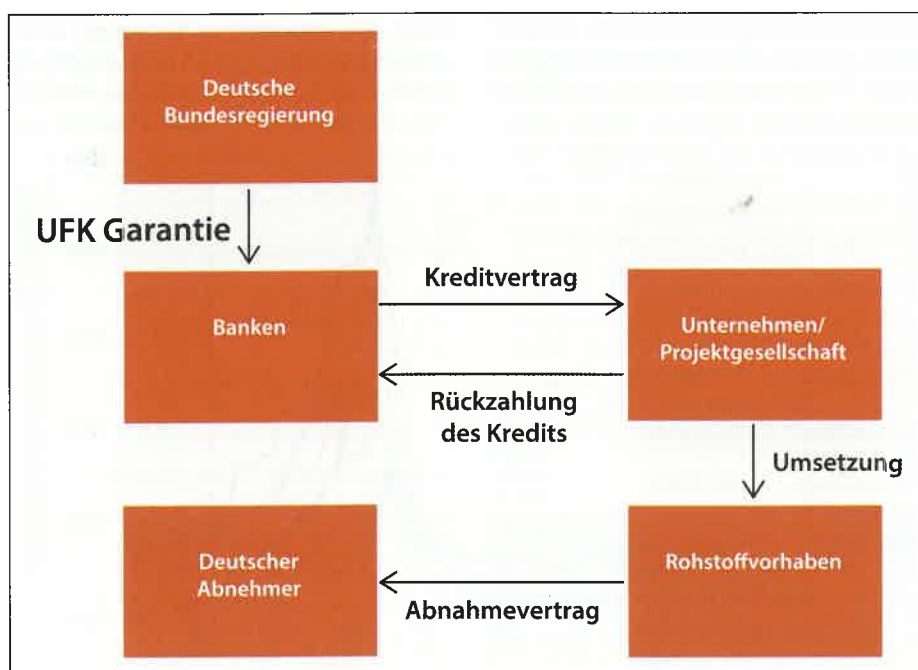 Deutsche
Bundesregierung
UFK Garantie
Banken
Kreditvertrag
Unternehmen/
Projektgesellschaft
Rückzahlung
des Kredits
Umsetzung
Deutscher
Abnehmer
Abnahmevertrag
Rohstoffvorhaben